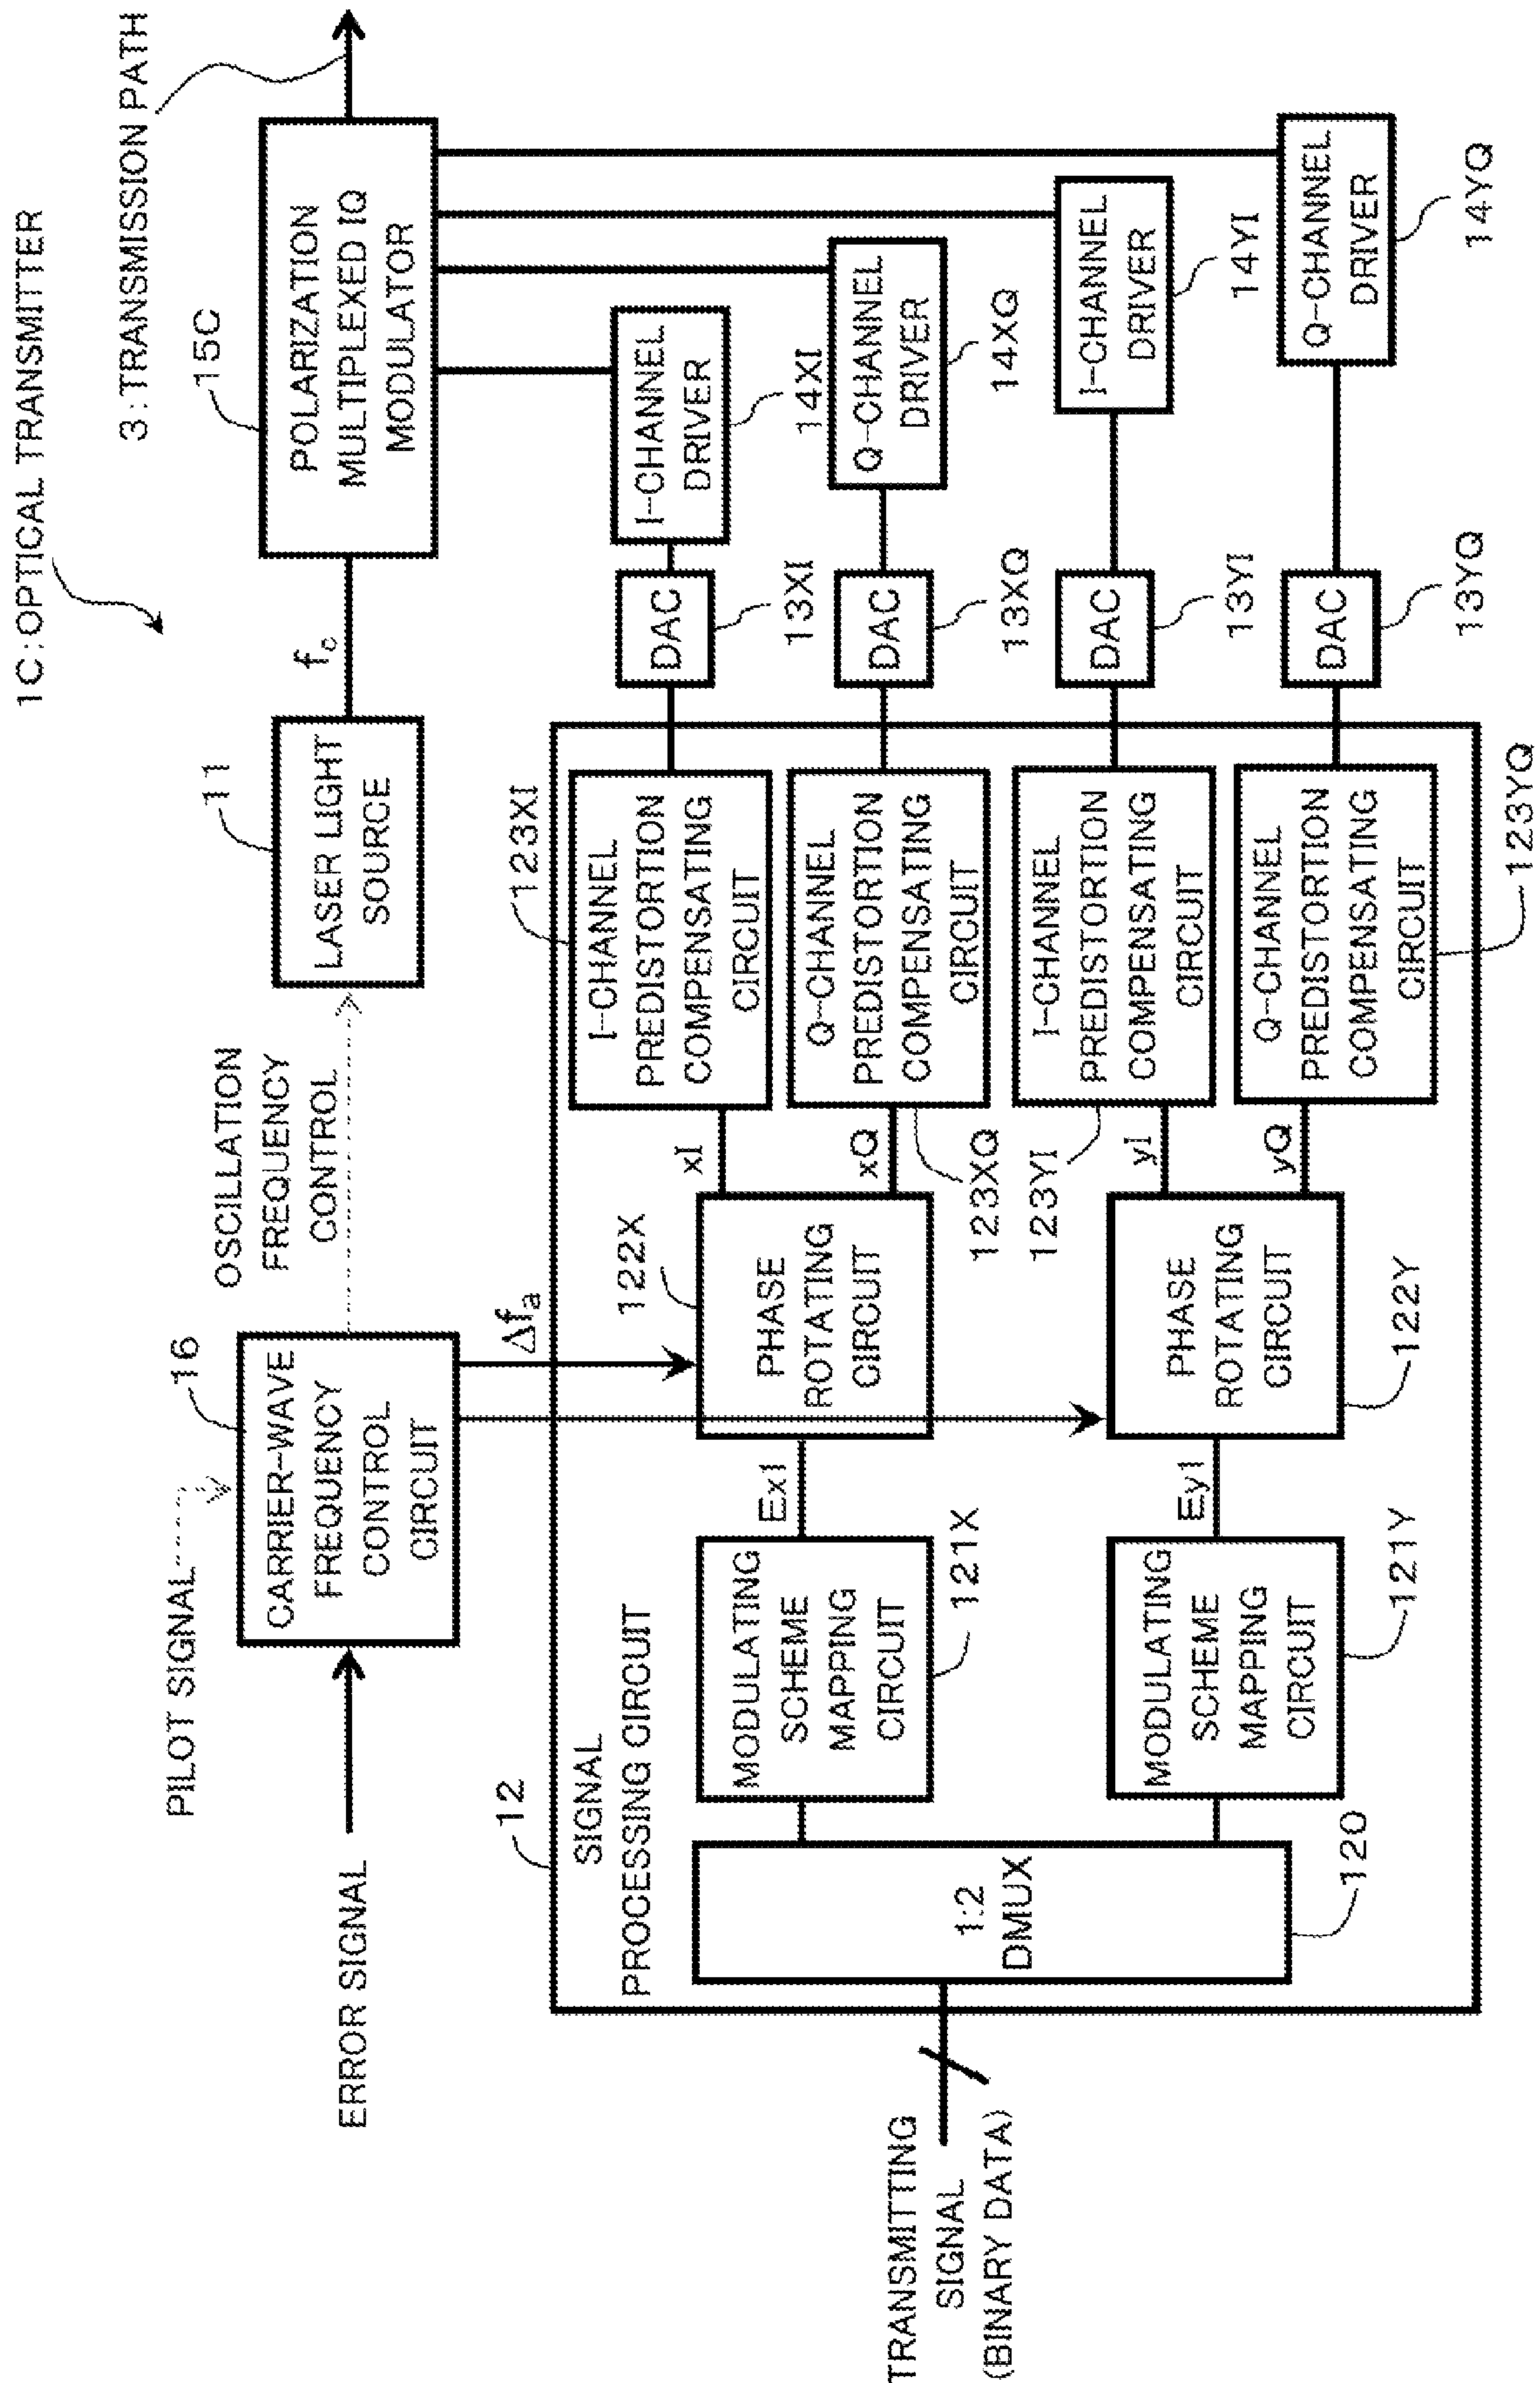 1C:OPTICAL TRANSMITTER
3:TRANSMISSION PATH
PILOT SIGNAL
16
OSCILLATION
FREQUENCY
CONTROL
11
15C
ERROR SIGNAL
CARRIER-WAVE
FREQUENCY
CONTROL
CIRCUIT
LASER LIGHT
SOURCE
fc
POLARIZATION
MULTIPLEXED IQ
MODULATOR
Δfa
12
SIGNAL
PROCESSING CIRCUIT
122X
123XI
TRANSMITTING
SIGNAL
(BINARY DATA)
1:2
DMUX
120
MODULATING
SCHEME
MAPPING
CIRCUIT
121X
Ex1
PHASE
ROTATING
CIRCUIT
xI
xQ
I-CHANNEL
PREDISTORTION
COMPENSATING
CIRCUIT
DAC
13XI
I-CHANNEL
DRIVER
14XI
Q-CHANNEL
PREDISTORTION
COMPENSATING
CIRCUIT
123XQ
DAC
13XQ
Q-CHANNEL
DRIVER
14XQ
MODULATING
SCHEME
MAPPING
CIRCUIT
121Y
Ey1
PHASE
ROTATING
CIRCUIT
122Y
yI
yQ
123YI
I-CHANNEL
PREDISTORTION
COMPENSATING
CIRCUIT
DAC
13YI
I-CHANNEL
DRIVER
14YI
Q-CHANNEL
PREDISTORTION
COMPENSATING
CIRCUIT
123YQ
DAC
13YQ
Q-CHANNEL
DRIVER
14YQ